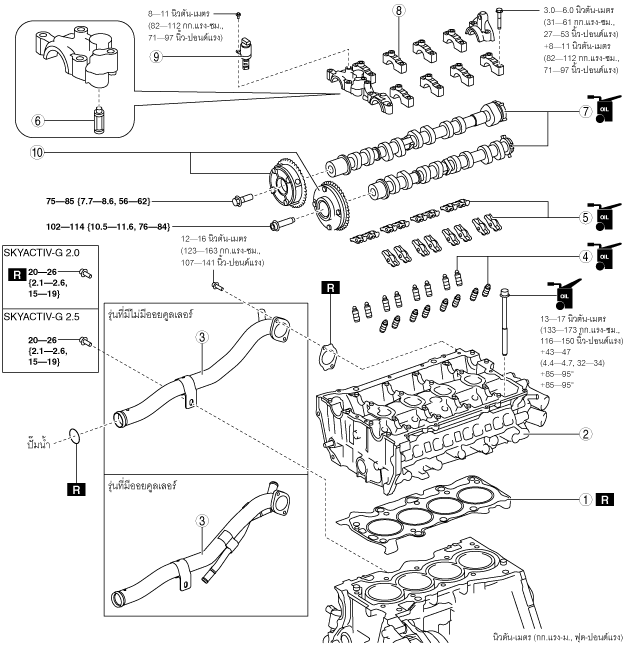 8—11 นิวตัน-เมตร
(82—112 กก.แรง-ซม.,
71—97 นิ้ว-ปอนด์แรง)
3.0—6.0 นิวตัน-เมตร
(31—61 กก.แรง-ซม.,
27—53 นิ้ว-ปอนด์แรง)
+8—11 นิวตัน-เมตร
(82—112 กก.แรง-ซม.,
71—97 นิ้ว-ปอนด์แรง)
8
9
6
7
OIL
10
75—85 {7.7—8.6, 56—62}
102—114 {10.5—11.6, 76—84}
5
OIL
4
OIL
12—16 นิวตัน-เมตร
(123—163 กก.แรง-ซม.,
107—141 นิ้ว-ปอนด์แรง)
SKYACTIV-G 2.0
R
20—26
{2.1—2.6,
15—19}
SKYACTIV-G 2.5
20—26
{2.1—2.6,
15—19}
R
OIL
13—17 นิวตัน-เมตร
(133—173 กก.แรง-ซม.,
116—150 นิ้ว-ปอนด์แรง)
+43—47
(4.4—4.7, 32—34)
+85—95°
+85—95°
รุ่นที่มีไม่มีออยคูลเลอร์
3
ปั๊มน้ำ
R
2
1
R
รุ่นที่มีออยคูลเลอร์
3
นิวตัน-เมตร (กก.แรง-ม., ฟุต-ปอนด์แรง)